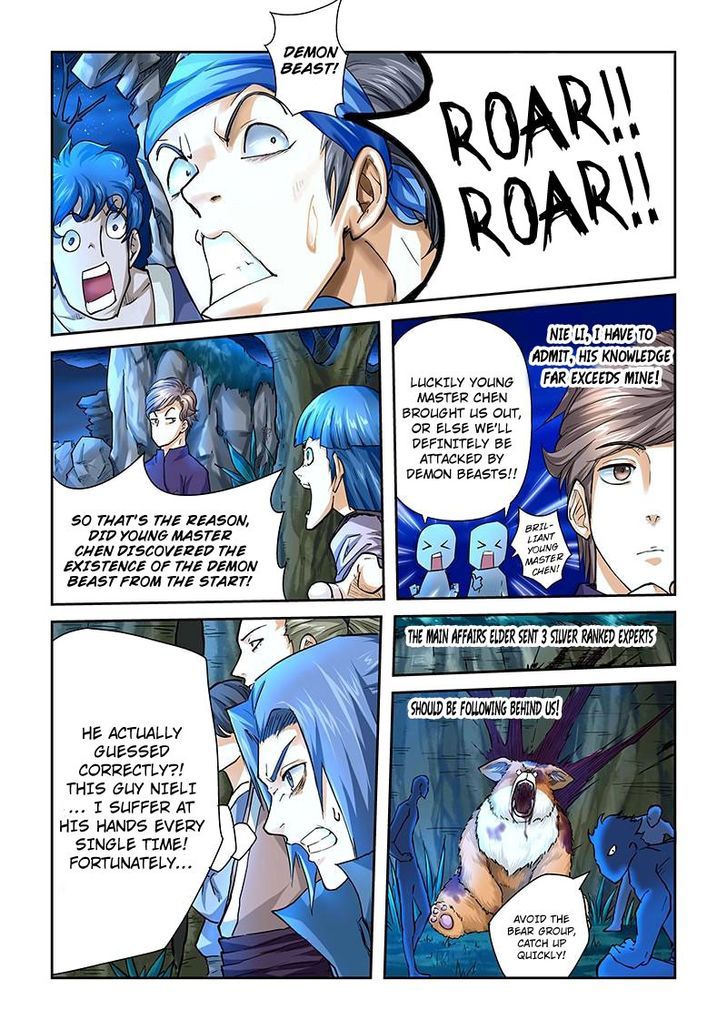 DEMON
BEAST!
ROAR!!
ROAR!!
SO THAT'S THE REASON,
DID YOUNG MASTER
CHEN DISCOVERED THE
EXISTENCE OF THE DEMON
BEAST FROM THE START!
NIE LI, I HAVE TO
ADMIT, HIS KNOWLEDGE
FAR EXCEEDS MINE!
LUCKILY YOUNG
MASTER CHEN
BROUGHT US OUT,
OR ELSE WE'LL
DEFINITELY BE
ATTACKED BY
DEMON BEASTS!!
BRIL-
LIANT
YOUNG
MASTER
CHEN!
HE ACTUALLY
GUESSED
CORRECTLY?!
THIS GUY NIELI
... I SUFFER AT
HIS HANDS EVERY
SINGLE TIME!
FORTUNATELY...
THE MAIN AFFAIRS ELDER SENT 3 SILVER RANKED EXPERTS
SHOULD BE FOLLOWING BEHIND US!
AVOID THE
BEAR GROUP,
CATCH UP
QUICKLY!